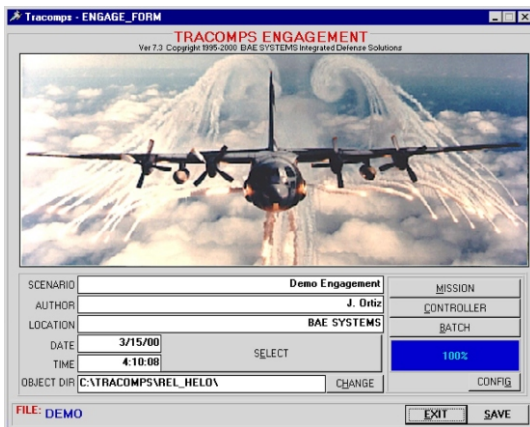 Tracomps - ENGAGE_FORM
TRACOMPS ENGAGEMENT
Ver 7.3 Copyright 1995-2000 BAE SYSTEMS Integrated Defense Solutions
SCENARIO Demo Engagement
AUTHOR J. Ortiz
LOCATION BAE SYSTEMS
DATE 3/15/00
TIME 4:10:08
SELECT
OBJECT DIR C:\TRACOMPS\REL_HELO\ CHANGE
MISSION
CONTROLLER
BATCH
100%
CONFIG
FILE: DEMO
EXIT SAVE